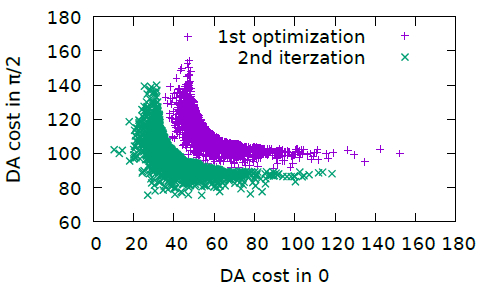 180
160
140
120
100
80
60
DA cost in π/2
1st optimization
2nd iterzation
0 20 40 60 80 100 120 140 160 180
DA cost in 0